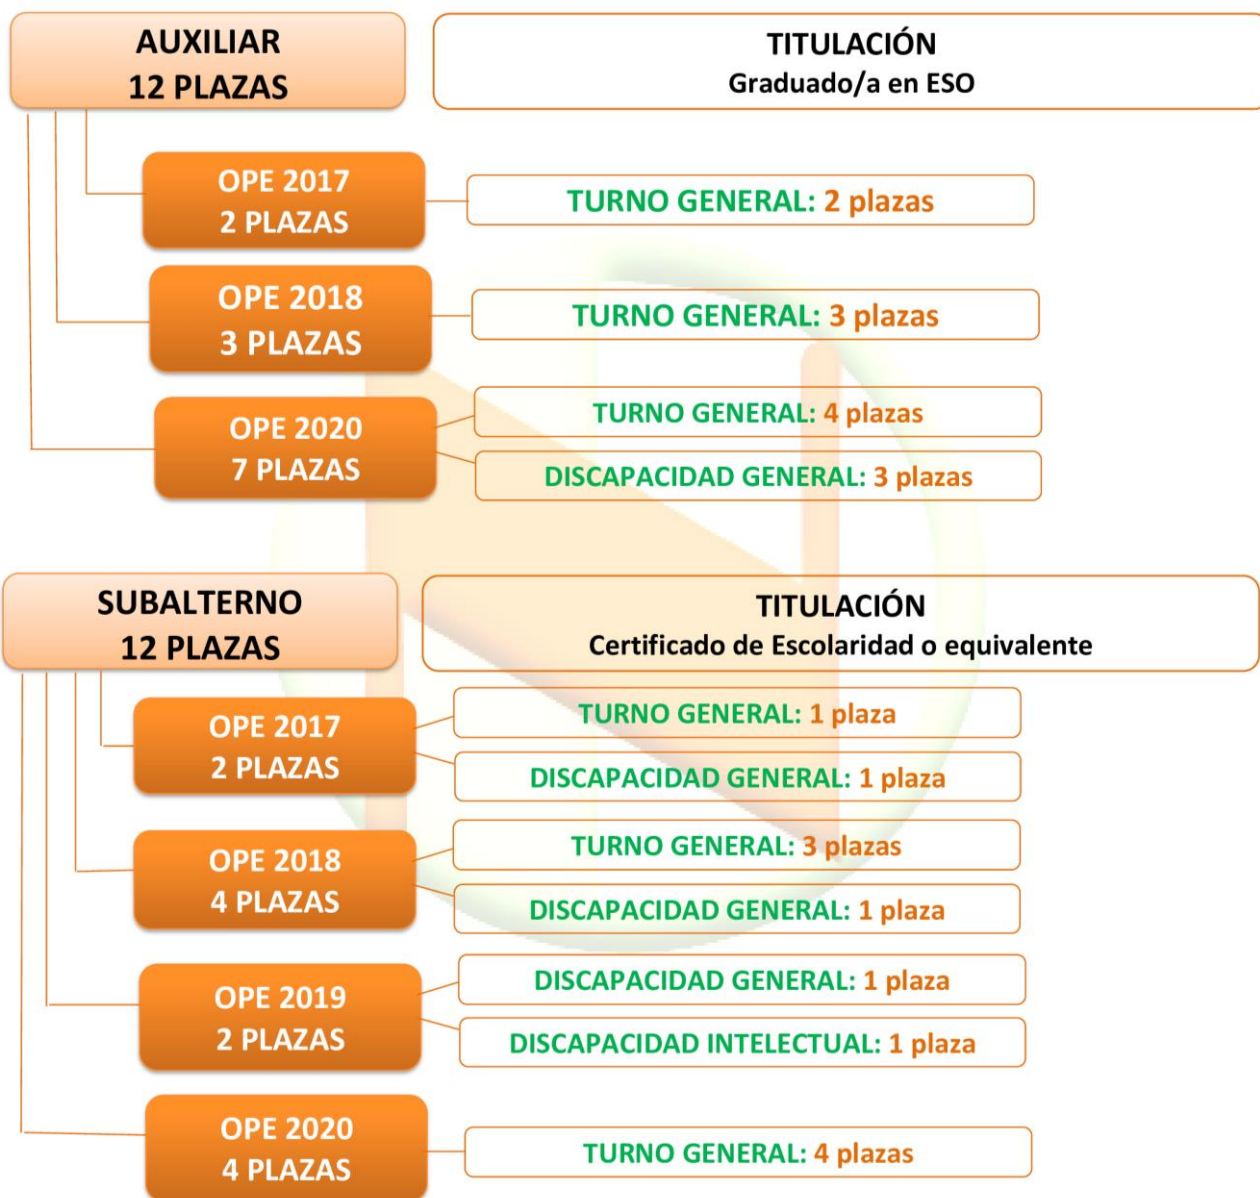 AUXILIAR
12 PLAZAS
TITULACIÓN
Graduado/a en ESO
OPE 2017
2 PLAZAS
TURNO GENERAL: 2 plazas
OPE 2018
3 PLAZAS
TURNO GENERAL: 3 plazas
OPE 2020
7 PLAZAS
TURNO GENERAL: 4 plazas
DISCAPACIDAD GENERAL: 3 plazas
SUBALTERNO
12 PLAZAS
TITULACIÓN
Certificado de Escolaridad o equivalente
OPE 2017
2 PLAZAS
TURNO GENERAL: 1 plaza
DISCAPACIDAD GENERAL: 1 plaza
OPE 2018
4 PLAZAS
TURNO GENERAL: 3 plazas
DISCAPACIDAD GENERAL: 1 plaza
OPE 2019
2 PLAZAS
DISCAPACIDAD GENERAL: 1 plaza
DISCAPACIDAD INTELECTUAL: 1 plaza
OPE 2020
4 PLAZAS
TURNO GENERAL: 4 plazas